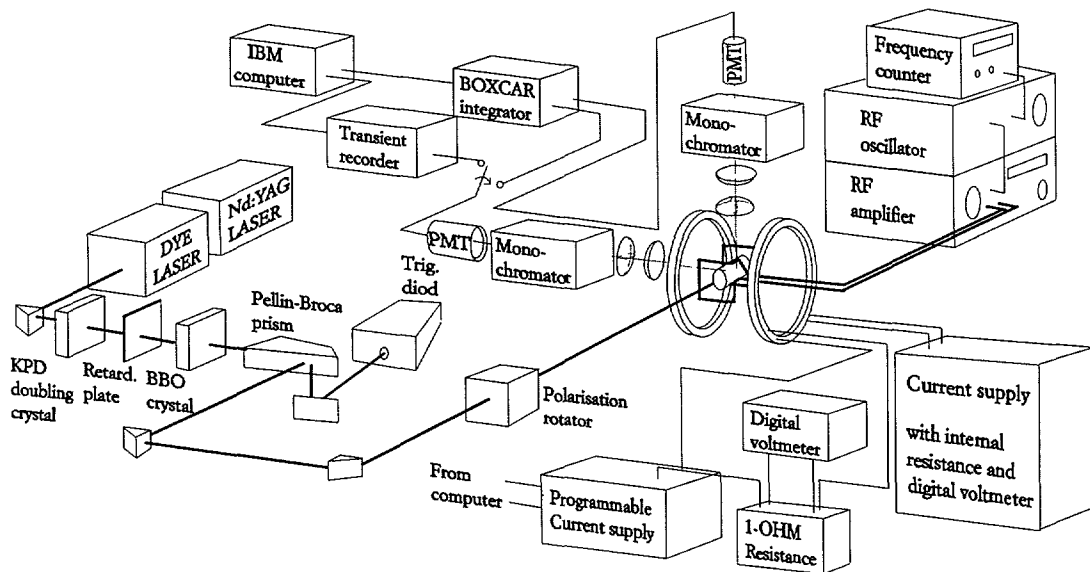 IBM
computer
BOXCAR
integrator
Transient
recorder
PMT
Mono-
chromator
Frequency
counter
RF
oscillator
RF
amplifier
Nd:YAG
LASER
DYE
LASER
PMT
Mono-
chromator
Trig.
diod
Pellin-Broca
prism
KPD
doubling
crystal
Retard.
plate
BBO
crystal
Polarisation
rotator
From
computer
Programmable
Current supply
Digital
voltmeter
1-OHM
Resistance
Current supply
with internal
resistance and
digital voltmeter